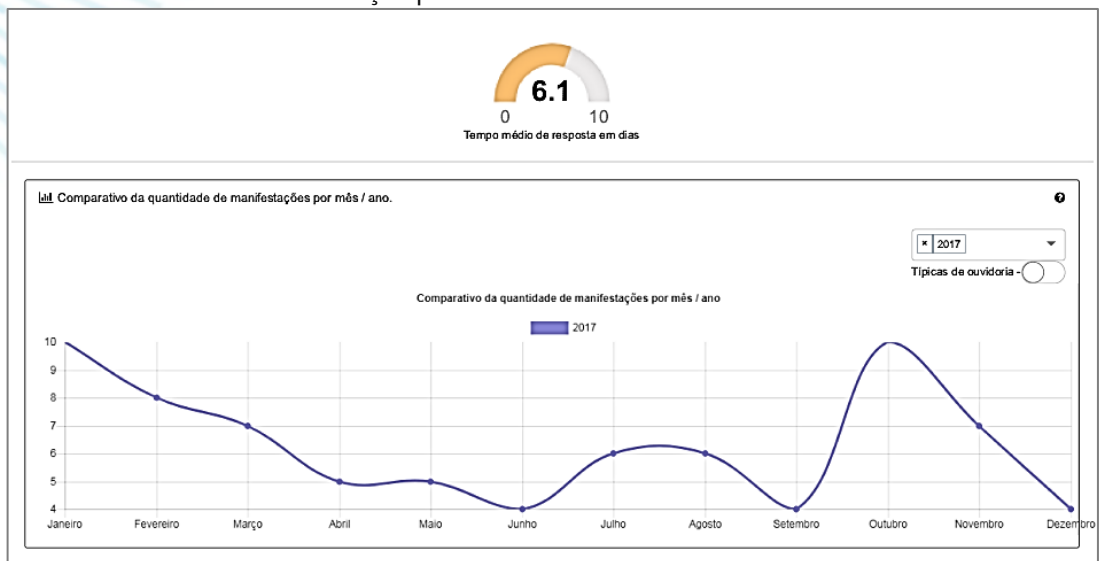 6.1
0 10
Tempo médio de resposta em dias
Comparativo da quantidade de manifestações por mês / ano.
× 2017
Típicas de ouvidoria -
Comparativo da quantidade de manifestações por mês / ano
2017
10
9
8
7
6
5
4
Janeiro Fevereiro Março Abril Maio Junho Julho Agosto Setembro Outubro Novembro Dezembro